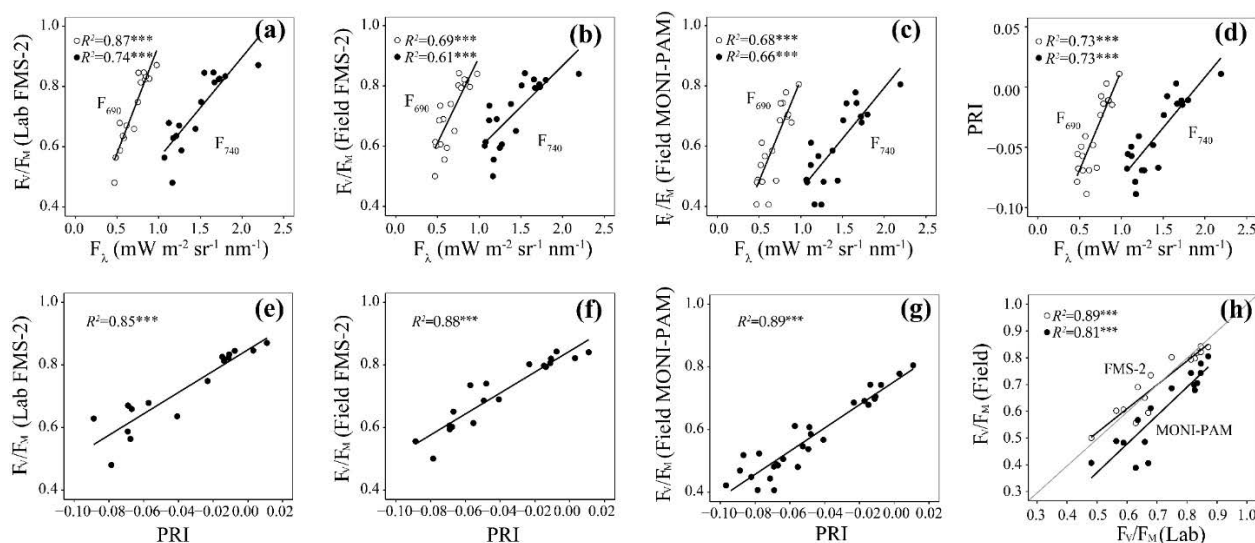 (a)
○ R²=0.87***
● R²=0.74***
F₆₉₀
F₇₄₀
Fᵥ/Fₘ (Lab FMS-2)
1.0
0.8
0.6
0.4
0.0 0.5 1.0 1.5 2.0 2.5
F_λ (mW m⁻² sr⁻¹ nm⁻¹)
(b)
○ R²=0.69***
● R²=0.61***
F₆₉₀
F₇₄₀
Fᵥ/Fₘ (Field FMS-2)
1.0
0.8
0.6
0.4
0.0 0.5 1.0 1.5 2.0 2.5
F_λ (mW m⁻² sr⁻¹ nm⁻¹)
(c)
○ R²=0.68***
● R²=0.66***
F₆₉₀
F₇₄₀
Fᵥ/Fₘ (Field MONI-PAM)
1.0
0.8
0.6
0.4
0.0 0.5 1.0 1.5 2.0 2.5
F_λ (mW m⁻² sr⁻¹ nm⁻¹)
(d)
○ R²=0.73***
● R²=0.73***
F₆₉₀
F₇₄₀
PRI
0.05
0.00
−0.05
−0.10
0.0 0.5 1.0 1.5 2.0 2.5
F_λ (mW m⁻² sr⁻¹ nm⁻¹)
(e)
R²=0.85***
Fᵥ/Fₘ (Lab FMS-2)
1.0
0.8
0.6
0.4
−0.10 −0.08 −0.06 −0.04 −0.02 0.00 0.02
PRI
(f)
R²=0.88***
Fᵥ/Fₘ (Field FMS-2)
1.0
0.8
0.6
0.4
−0.10 −0.08 −0.06 −0.04 −0.02 0.00 0.02
PRI
(g)
R²=0.89***
Fᵥ/Fₘ (Field MONI-PAM)
1.0
0.8
0.6
0.4
−0.10 −0.08 −0.06 −0.04 −0.02 0.00 0.02
PRI
(h)
○ R²=0.89***
● R²=0.81***
FMS-2
MONI-PAM
Fᵥ/Fₘ (Field)
1.0
0.9
0.8
0.7
0.6
0.5
0.4
0.3
0.3 0.4 0.5 0.6 0.7 0.8 0.9 1.0
Fᵥ/Fₘ (Lab)